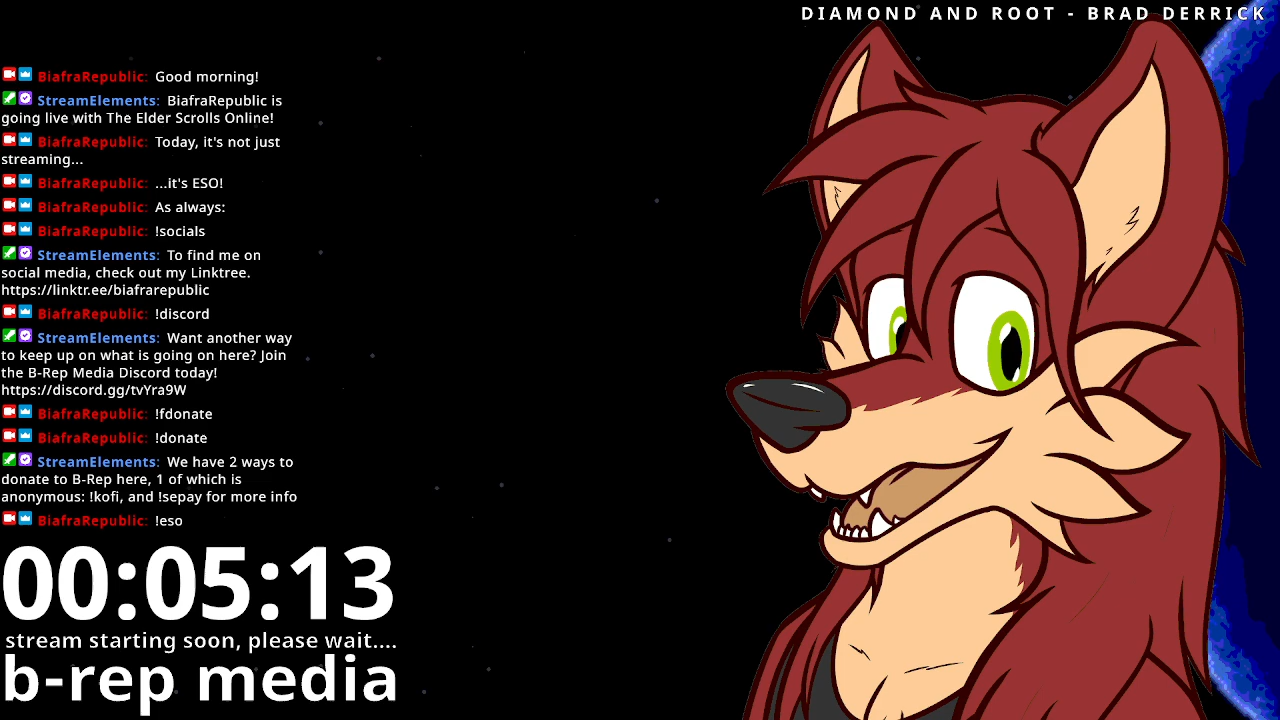 DIAMOND AND ROOT - BRAD DERRICK
BiafraRepublic: Good morning!
StreamElements: BiafraRepublic is
going live with The Elder Scrolls Online!
BiafraRepublic: Today, it's not just
streaming...
BiafraRepublic: ...it's ESO!
BiafraRepublic: As always:
BiafraRepublic: !socials
StreamElements: To find me on
social media, check out my Linktree.
https://linktr.ee/biafrarepublic
BiafraRepublic: !discord
StreamElements: Want another way
to keep up on what is going on here? Join
the B-Rep Media Discord today!
https://discord.gg/tvYra9W
BiafraRepublic: !fdonate
BiafraRepublic: !donate
StreamElements: We have 2 ways to
donate to B-Rep here, 1 of which is
anonymous: !kofi, and !sepay for more info
BiafraRepublic: !eso
00:05:13
stream starting soon, please wait....
b-rep media